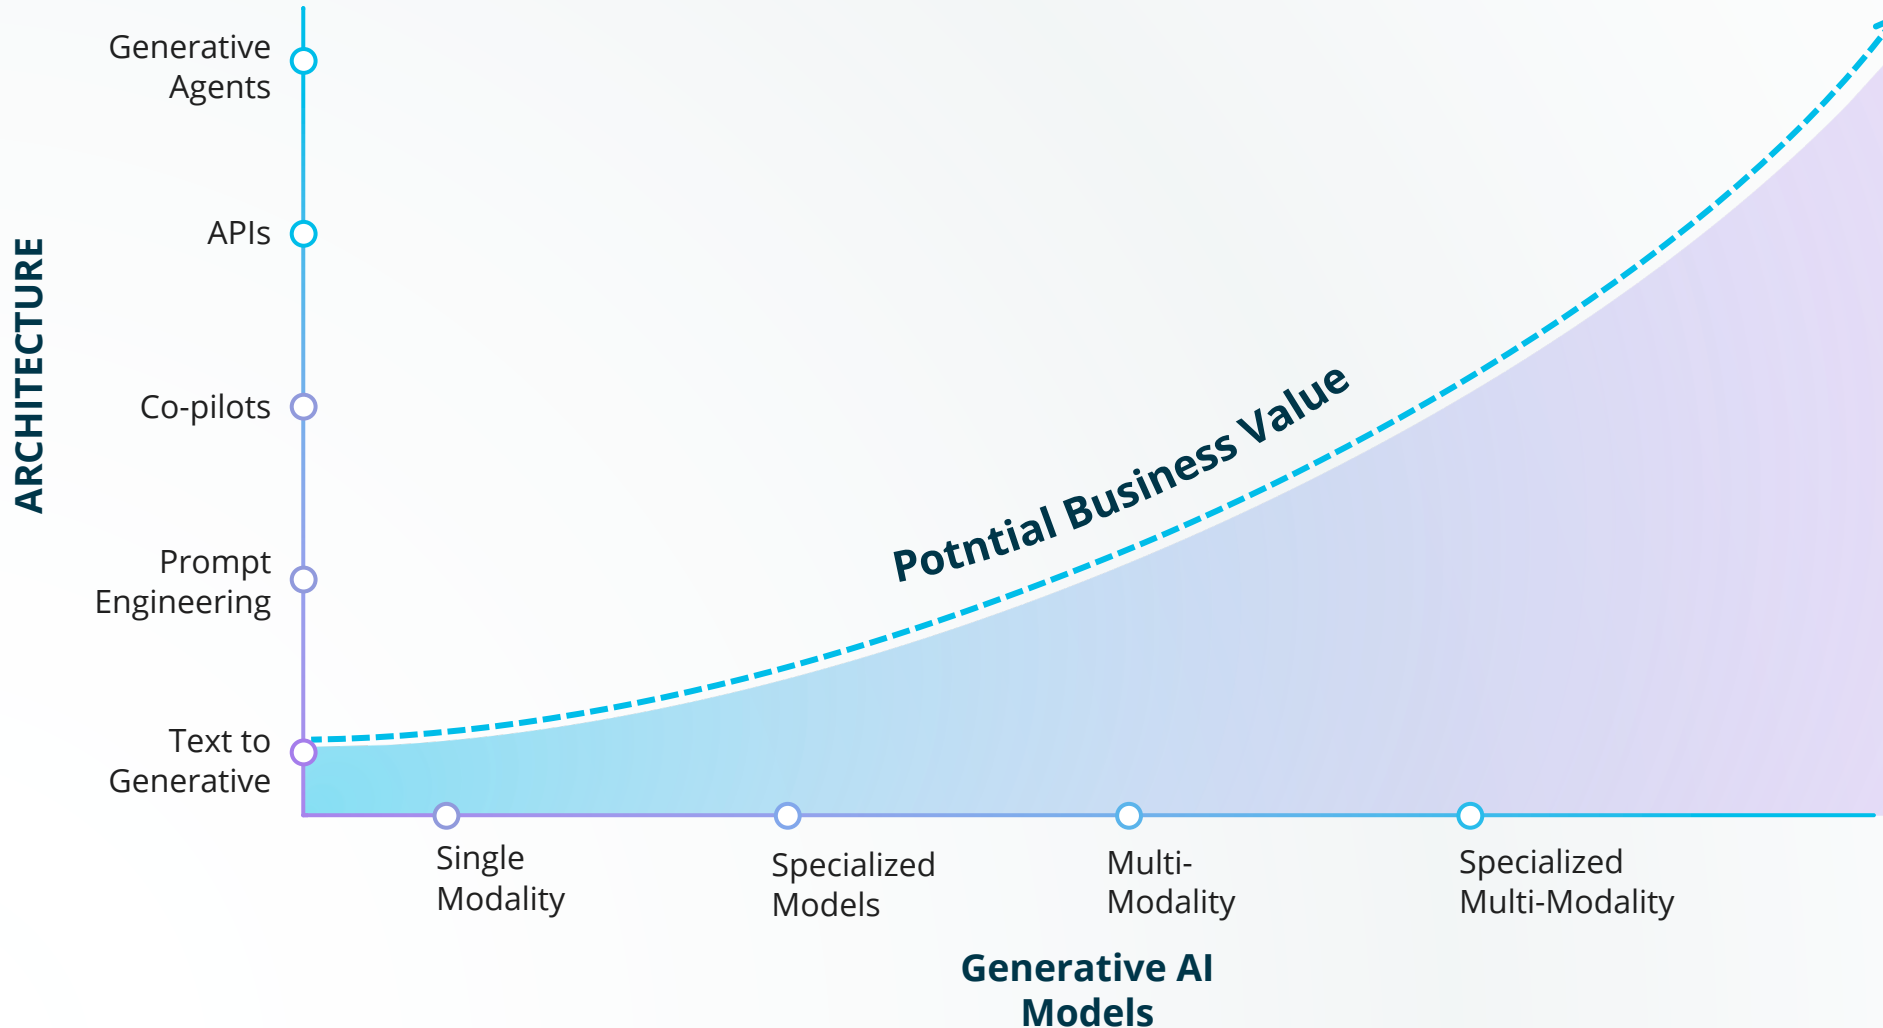 Generative
Agents
APIs
ARCHITECTURE
Co-pilots
Potntial Business Value
Prompt
Engineering
Text to
Generative
Single
Modality
Specialized
Models
Multi-
Modality
Specialized
Multi-Modality
Generative AI
Models